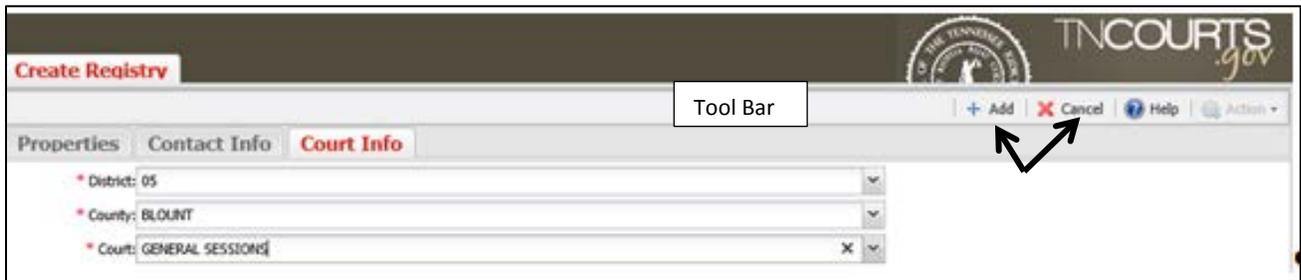 TNCOURTS
.gov
Create Registry
Tool Bar
+ Add | Cancel | Help | Action
Properties Contact Info Court Info
* District: 05
* County: BLOUNT
* Court: GENERAL SESSIONS